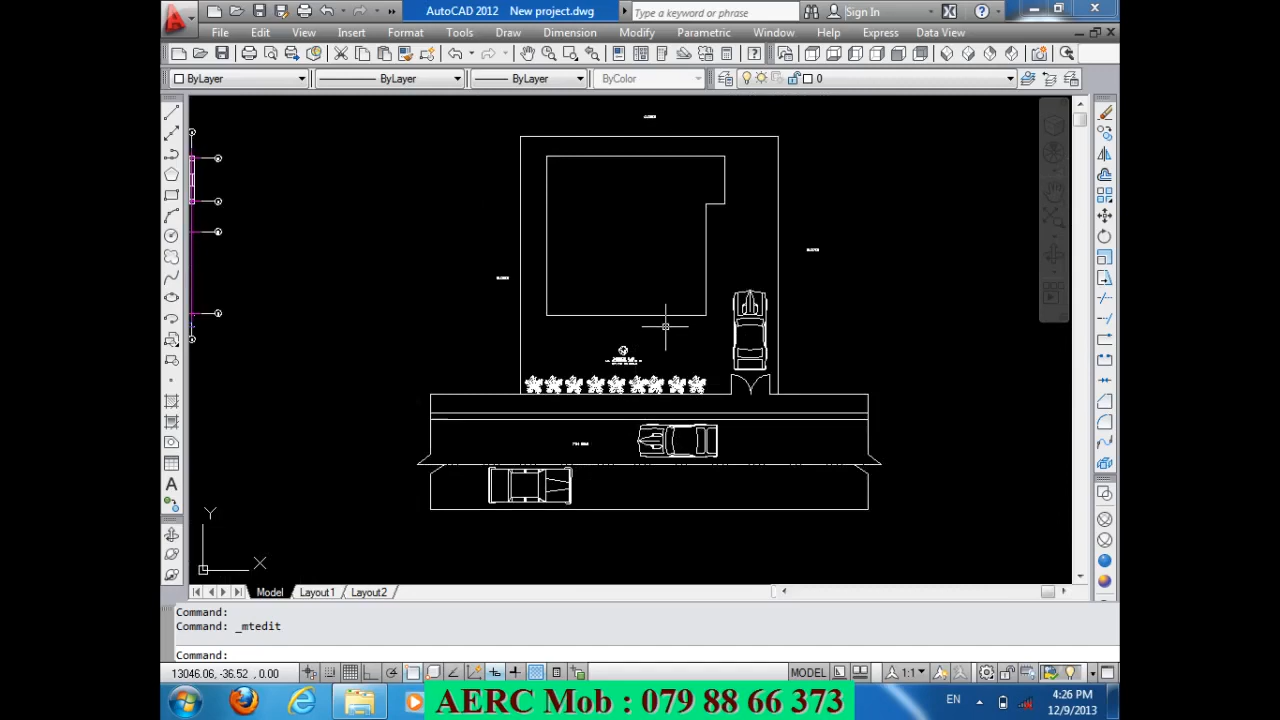 AutoCAD 2012 New project.dwg
Type a keyword or phrase
Sign In
File Edit View Insert Format Tools Draw Dimension Modify Parametric Window Help Express Data View
ByLayer ByLayer ByLayer ByColor 0
Y
X
Model Layout1 Layout2
Command:
Command: _mtedit
Command:
13046.06, -36.52 , 0.00 MODEL 1:1
AERC Mob : 079 88 66 373
EN
4:26 PM
12/9/2013